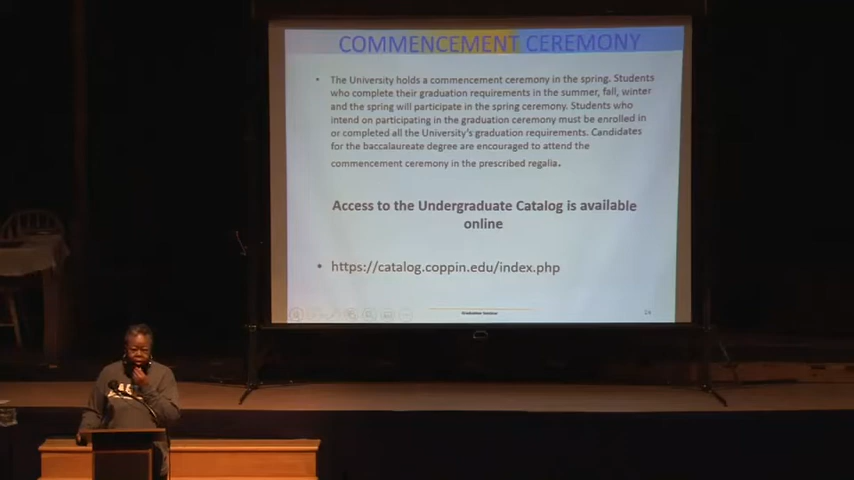 COMMENCEMENT CEREMONY
• The University holds a commencement ceremony in the spring. Students
who complete their graduation requirements in the summer, fall, winter
and the spring will participate in the spring ceremony. Students who
intend on participating in the graduation ceremony must be enrolled in
or completed all the University's graduation requirements. Candidates
for the baccalaureate degree are encouraged to attend the
commencement ceremony in the prescribed regalia.
Access to the Undergraduate Catalog is available
online
• https://catalog.coppin.edu/index.php